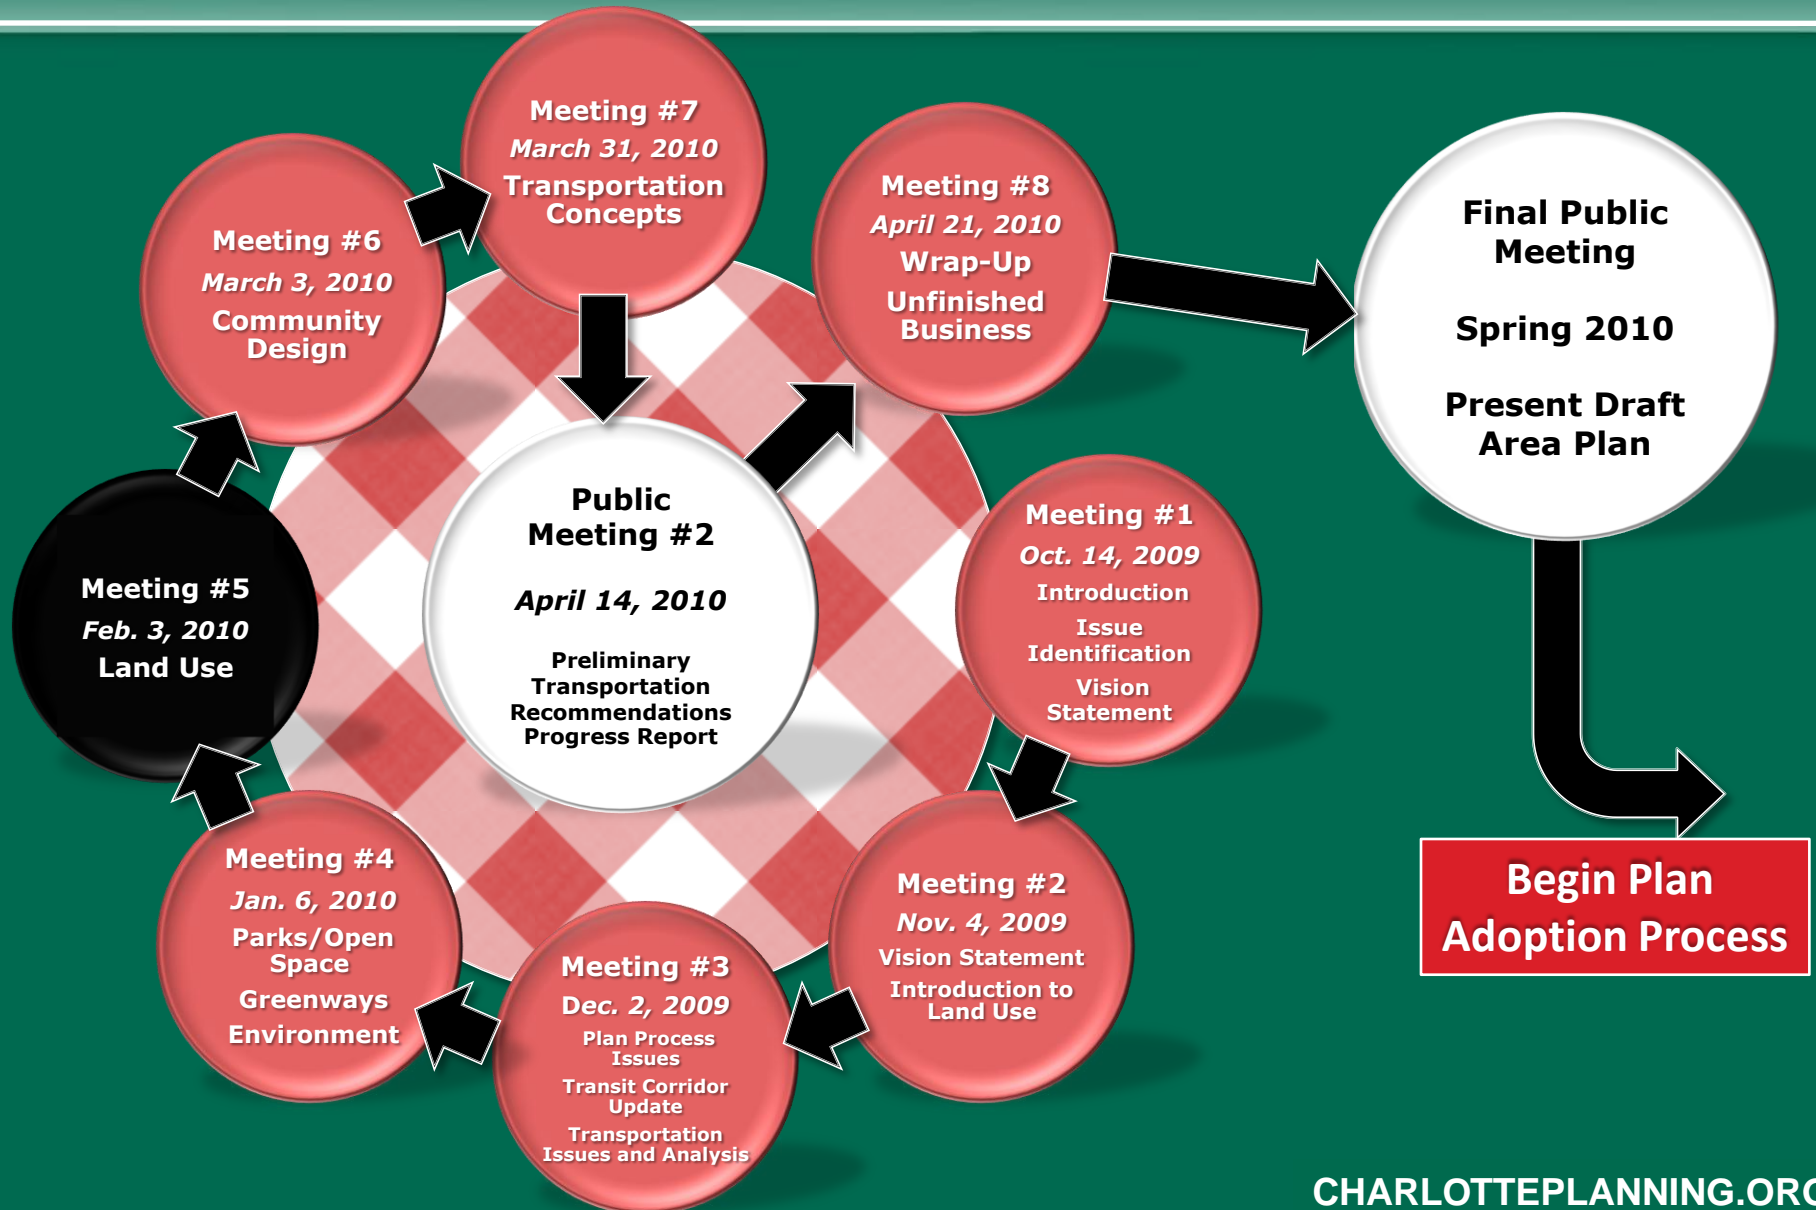 Meeting #7
March 31, 2010
Transportation
Concepts
Meeting #8
April 21, 2010
Wrap-Up
Unfinished
Business
Final Public
Meeting
Spring 2010
Present Draft
Area Plan
Meeting #6
March 3, 2010
Community
Design
Public
Meeting #2
April 14, 2010
Preliminary
Transportation
Recommendations
Progress Report
Meeting #1
Oct. 14, 2009
Introduction
Issue
Identification
Vision
Statement
Meeting #5
Feb. 3, 2010
Land Use
Meeting #4
Jan. 6, 2010
Parks/Open
Space
Greenways
Environment
Meeting #3
Dec. 2, 2009
Plan Process
Issues
Transit Corridor
Update
Transportation
Issues and Analysis
Meeting #2
Nov. 4, 2009
Vision Statement
Introduction to
Land Use
Begin Plan
Adoption Process
CHARLOTTEPLANNING.ORG